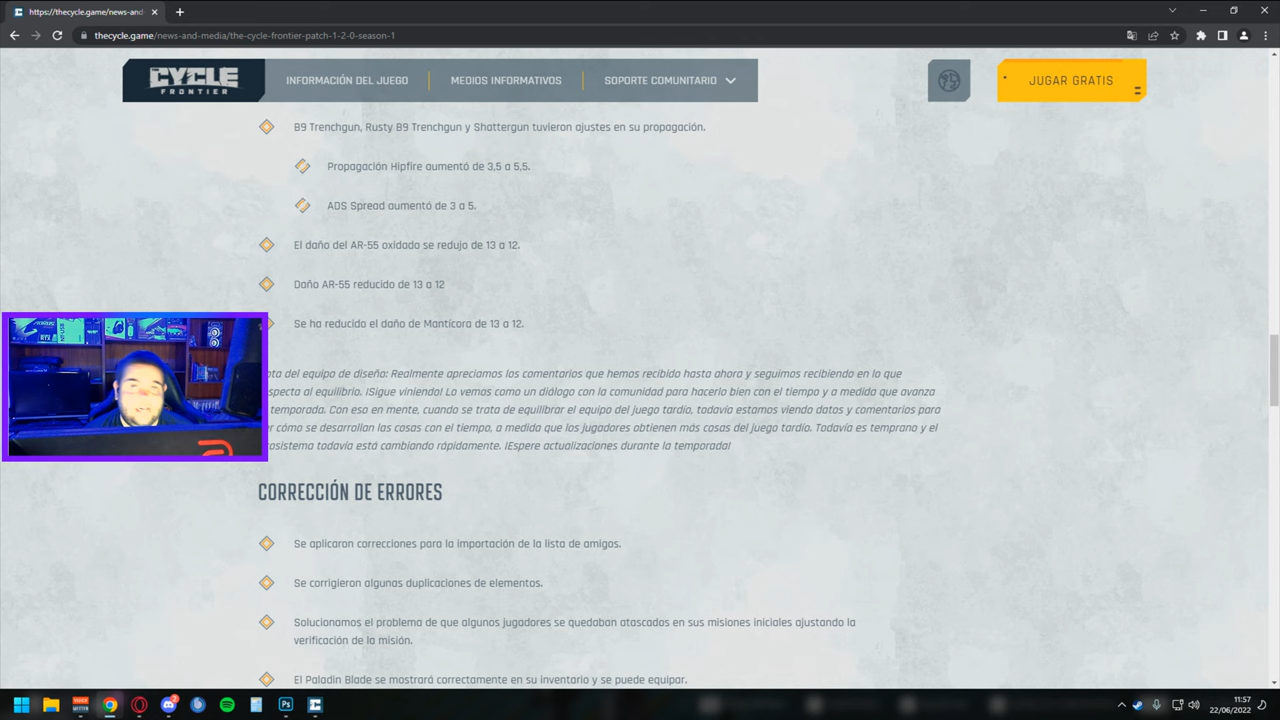 https://thecycle.game/news-and-
thecycle.game/news-and-media/the-cycle-frontier-patch-1-2-0-season-1
THE CYCLE FRONTIER
INFORMACIÓN DEL JUEGO
MEDIOS INFORMATIVOS
SOPORTE COMUNITARIO
JUGAR GRATIS
B9 Trenchgun, Rusty B9 Trenchgun y Shattergun tuvieron ajustes en su propagación.
Propagación Hipfire aumentó de 3,5 a 5,5.
ADS Spread aumentó de 3 a 5.
El daño del AR-55 oxidado se redujo de 13 a 12.
Daño AR-55 reducido de 13 a 12
Se ha reducido el daño de Mantícora de 13 a 12.
ota del equipo de diseño: Realmente apreciamos los comentarios que hemos recibido hasta ahora y seguimos recibiendo en lo que
specta al equilibrio. ¡Sigue viniendo! Lo vemos como un diálogo con la comunidad para hacerlo bien con el tiempo y a medida que avanza
temporada. Con eso en mente, cuando se trata de equilibrar el equipo del juego tardío, todavía estamos viendo datos y comentarios para
er cómo se desarrollan las cosas con el tiempo, a medida que los jugadores obtienen más cosas del juego tardío. Todavía es temprano y el
cosistema todavía está cambiando rápidamente. ¡Espere actualizaciones durante la temporada!
CORRECCIÓN DE ERRORES
Se aplicaron correcciones para la importación de la lista de amigos.
Se corrigieron algunas duplicaciones de elementos.
Solucionamos el problema de que algunos jugadores se quedaban atascados en sus misiones iniciales ajustando la
verificación de la misión.
El Paladin Blade se mostrará correctamente en su inventario y se puede equipar.
11:57
22/06/2022